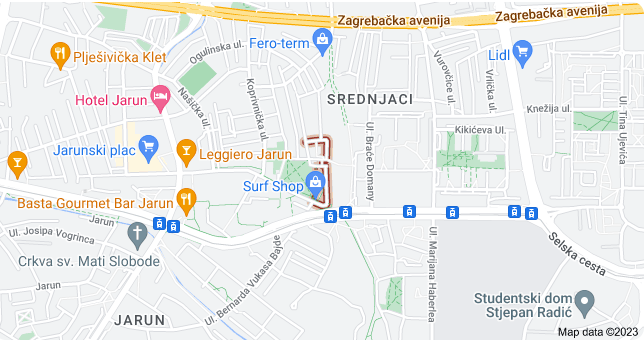 Zagrebačka avenija
Zagrebačka avenija
Ogulinska ul.
Fero-term
Plješivička Klet
Lidl
Vurovčice ul.
Vrlička ul.
Našička ul.
Koprivnička ul.
Hotel Jarun
SREDNJACI
Knežija ul.
Ul. Tina Ujevića
Kikićeva Ul.
Ul. Braće Domany
Jarunski plac
Leggiero Jarun
Surf Shop
Basta Gourmet Bar Jarun
Jarun
Ul. Josipa Vogrinca
Crkva sv. Mati Slobode
Ul. Bernarda Vukasa Bajde
Ul. Marijana Haberlea
Selska cesta
Studentski dom
Stjepan Radić
JARUN
Map data ©2023